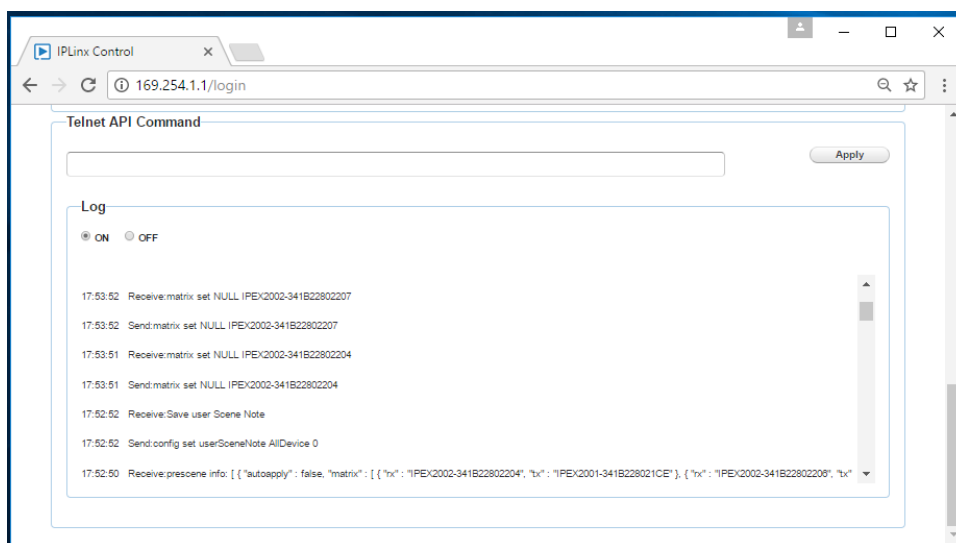 IPLinx Control
169.254.1.1/login
Telnet API Command
Apply
Log
ON OFF
17:53:52 Receive:matrix set NULL IPEX2002-341B22802207
17:53:52 Send:matrix set NULL IPEX2002-341B22802207
17:53:51 Receive:matrix set NULL IPEX2002-341B22802204
17:53:51 Send:matrix set NULL IPEX2002-341B22802204
17:52:52 Receive:Save user Scene Note
17:52:52 Send:config set userSceneNote AllDevice 0
17:52:50 Receive:prescene info: [ { "autoapply" : false, "matrix" : [ { "rx" : "IPEX2002-341B22802204", "tx" : "IPEX2001-341B228021CE" }, { "rx" : "IPEX2002-341B22802206", "tx"